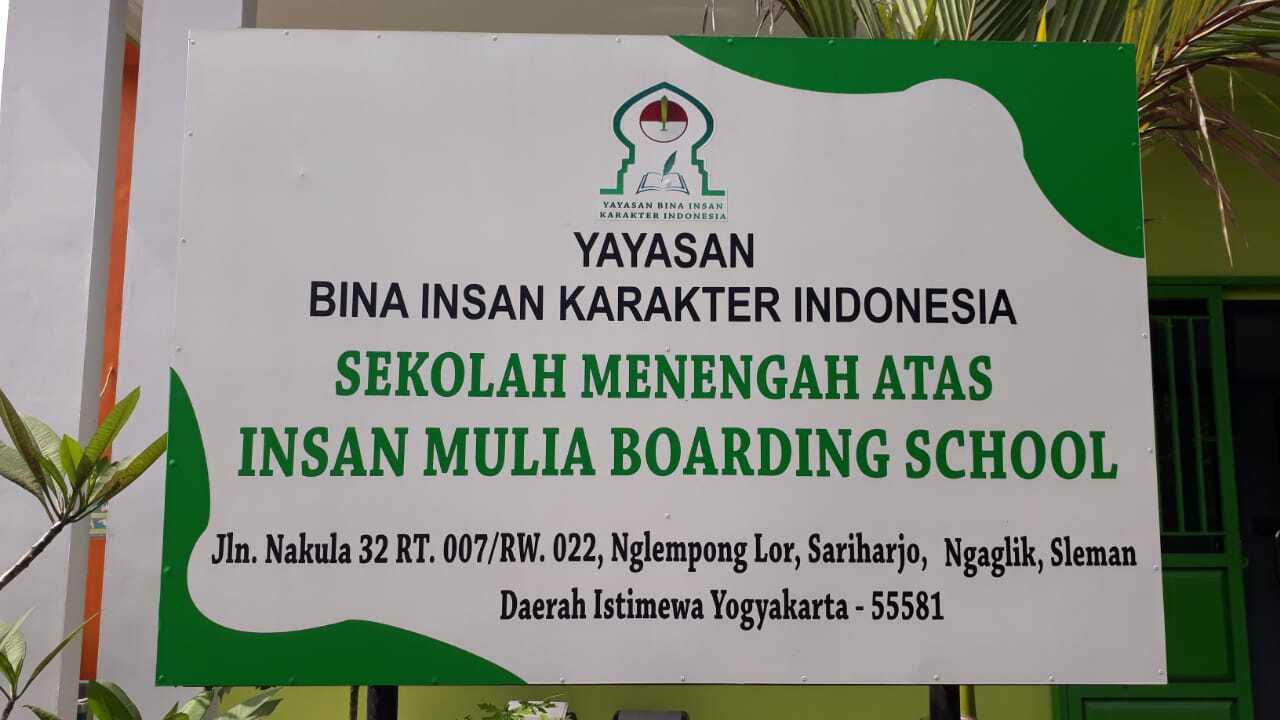 YAYASAN BINA INSAN
KARAKTER INDONESIA
YAYASAN
BINA INSAN KARAKTER INDONESIA
SEKOLAH MENENGAH ATAS
INSAN MULIA BOARDING SCHOOL
Jln. Nakula 32 RT. 007/RW. 022, Nglempong Lor, Sariharjo, Ngaglik, Sleman
Daerah Istimewa Yogyakarta - 55581